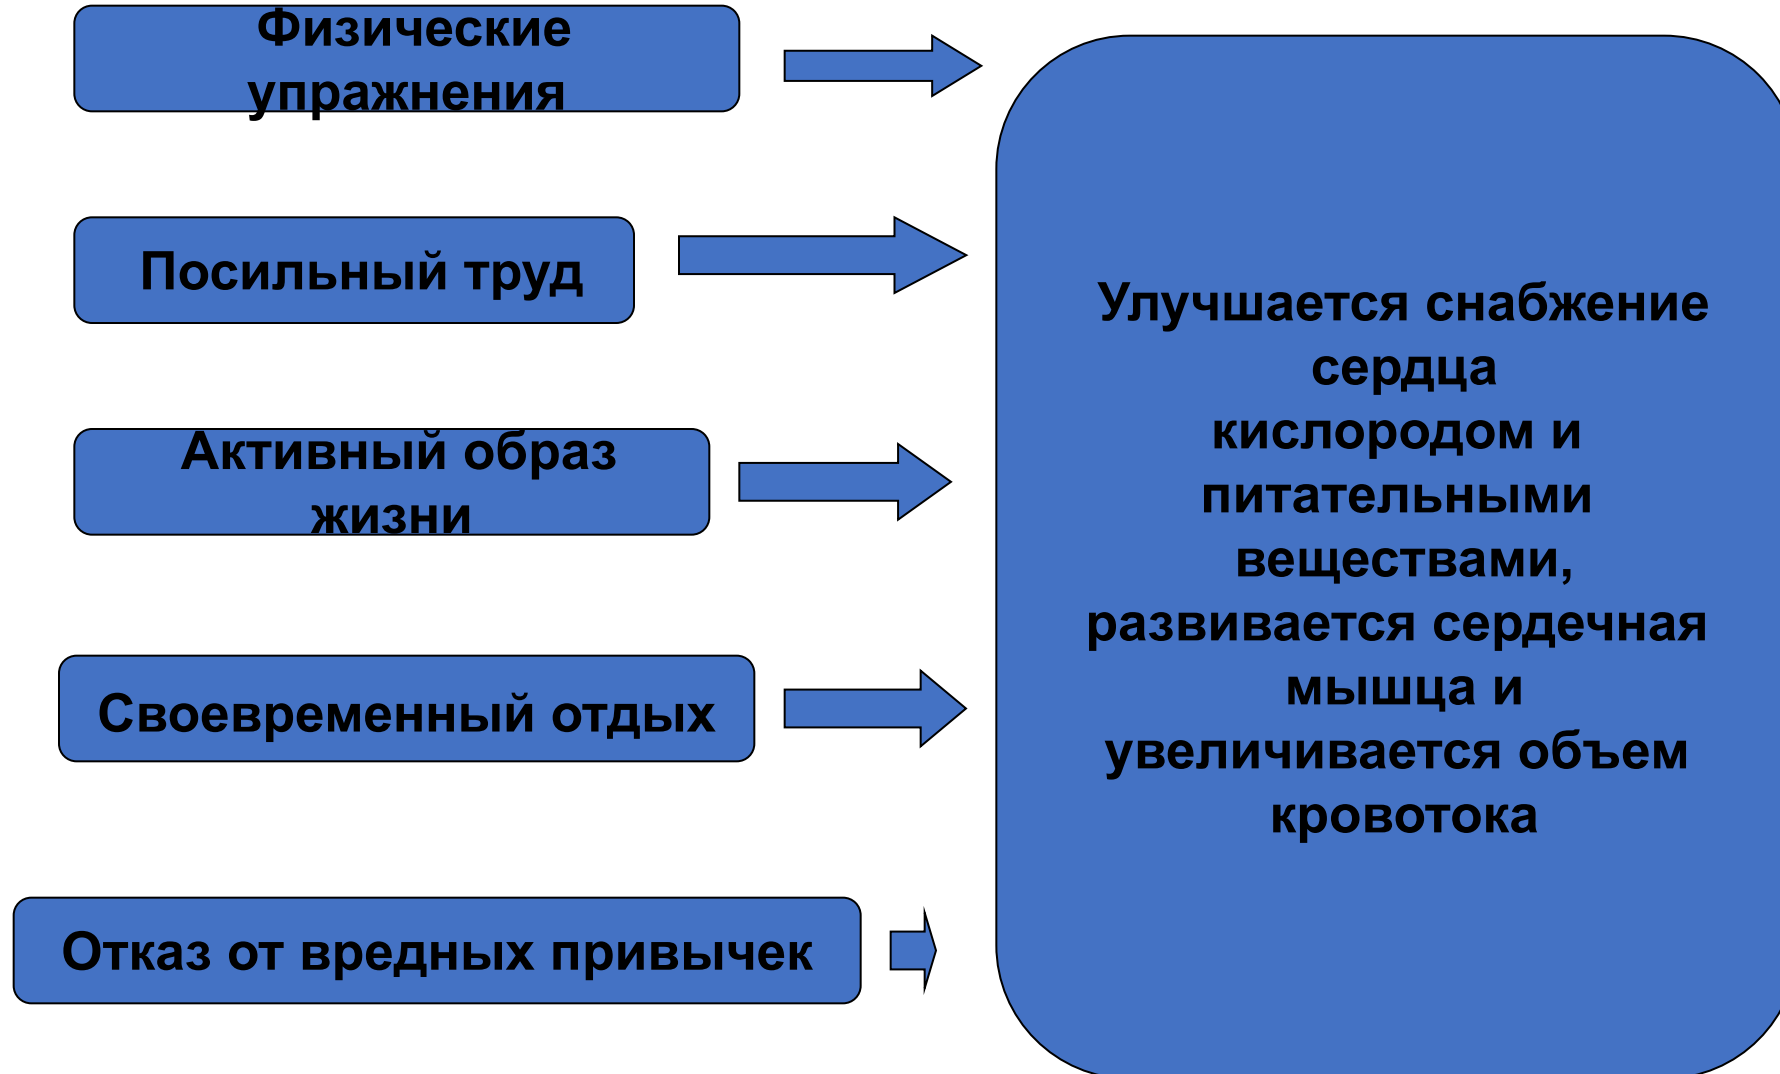 Физические
упражнения
Посильный труд
Активный образ
жизни
Своевременный отдых
Отказ от вредных привычек
Улучшается снабжение
сердца
кислородом и
питательными
веществами,
развивается сердечная
мышца и
увеличивается объем
кровотока